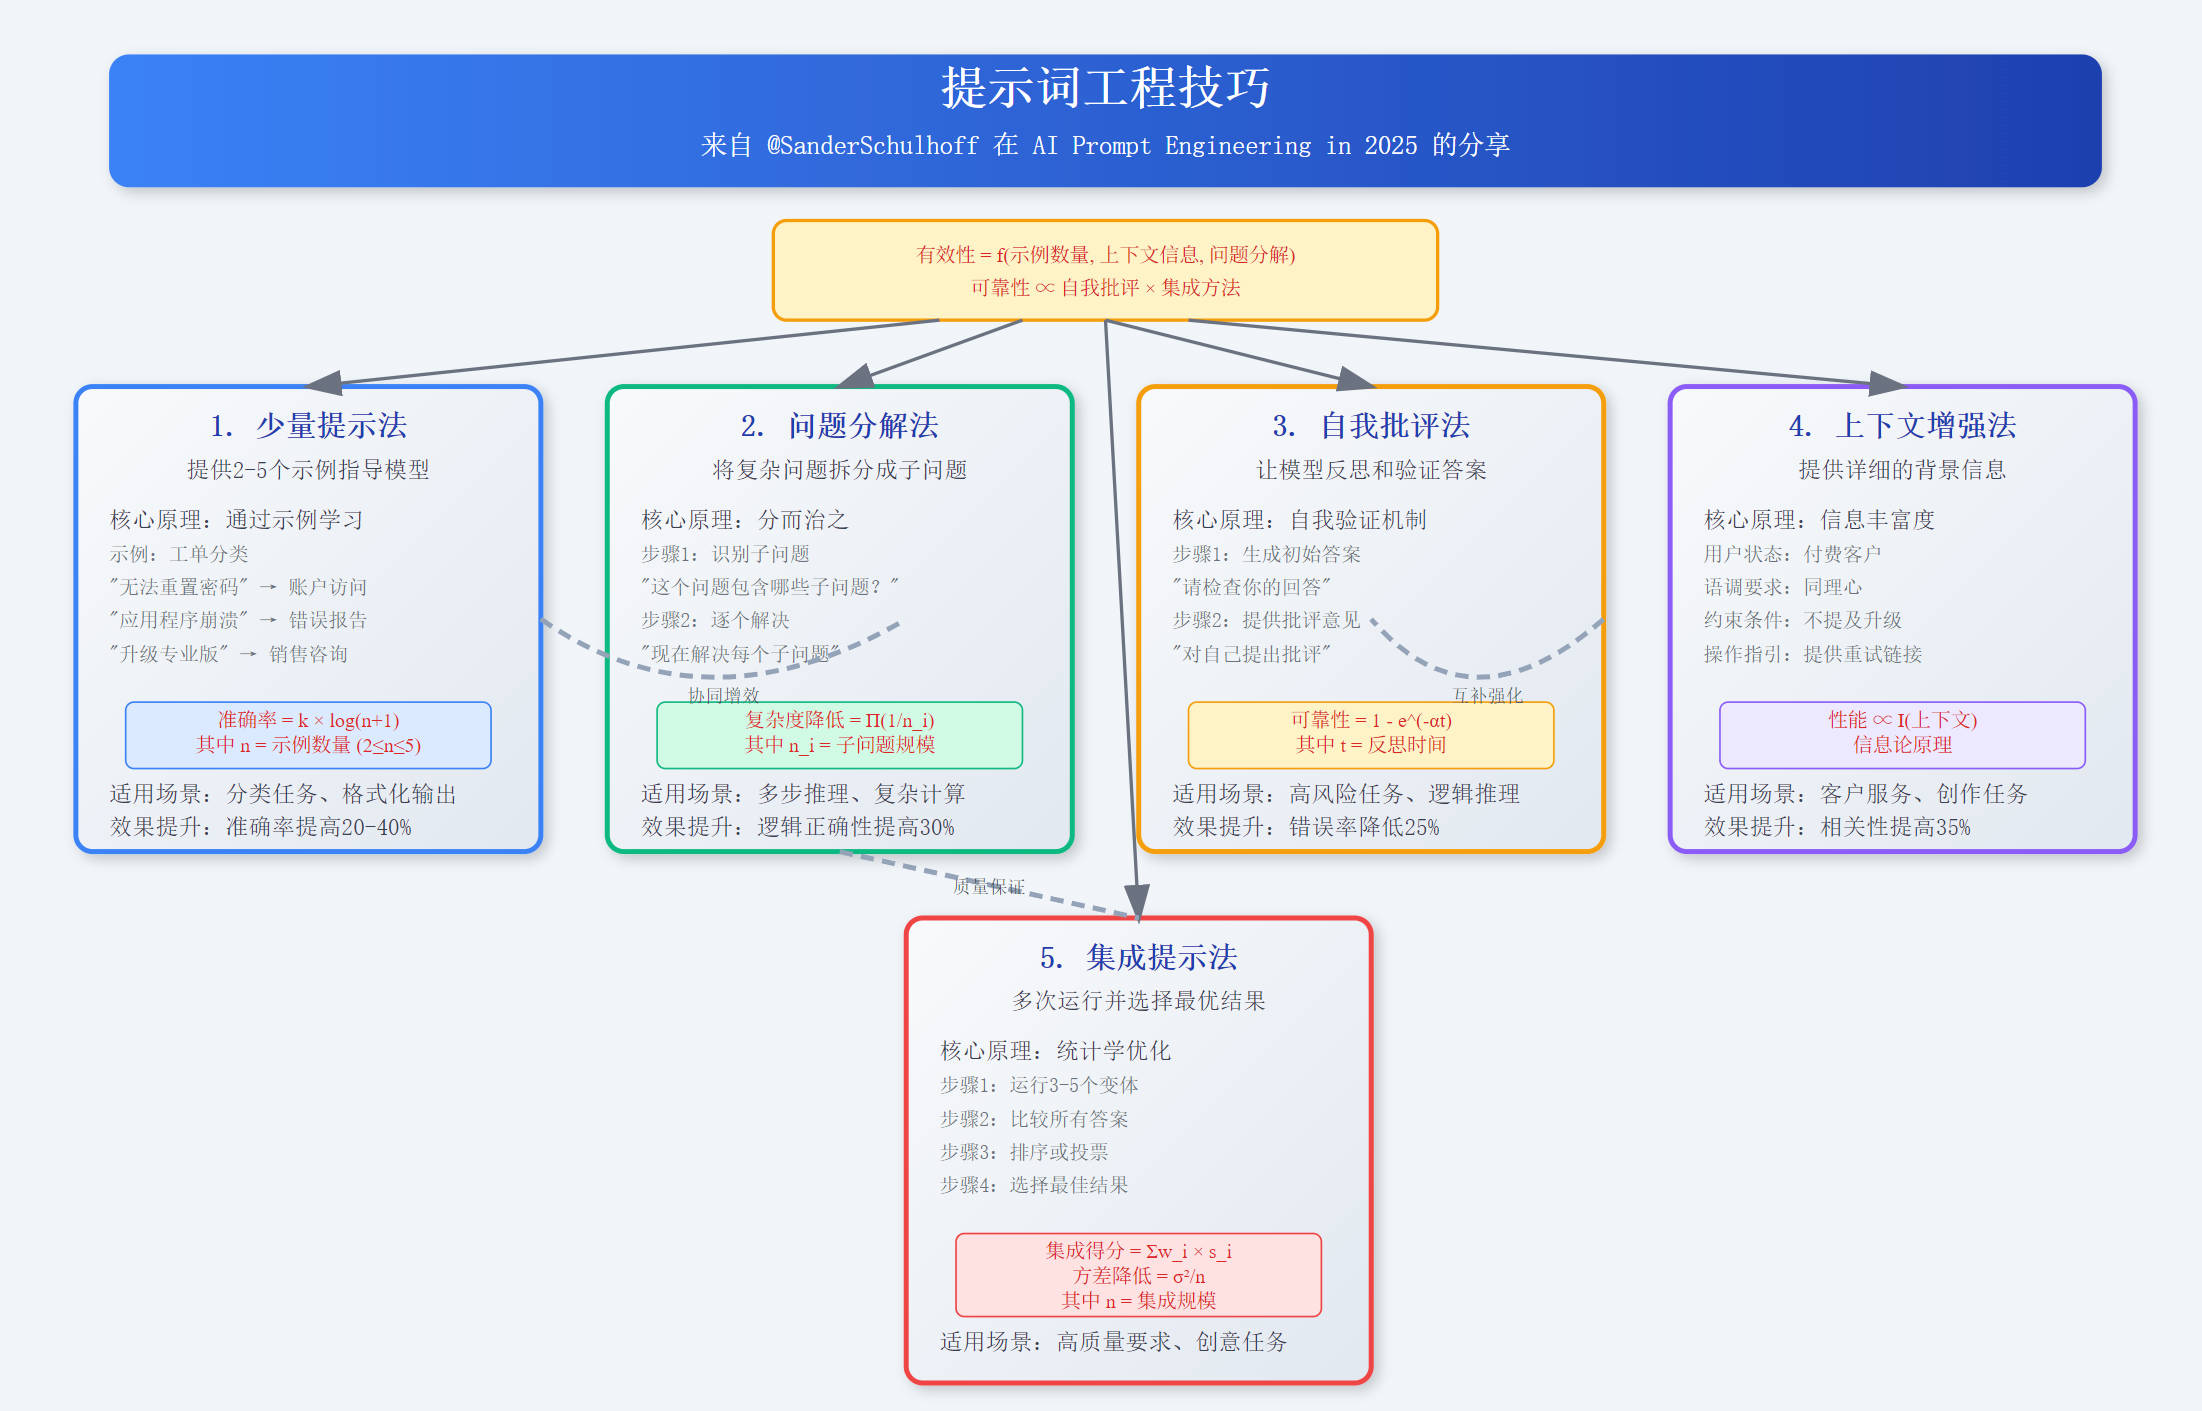 提示词工程技巧
来自 @SanderSchulhoff 在 AI Prompt Engineering in 2025 的分享
有效性 = f(示例数量, 上下文信息, 问题分解)
可靠性 ∝ 自我批评 × 集成方法
1. 少量提示法
提供2-5个示例指导模型
核心原理: 通过示例学习
示例: 工单分类
"无法重置密码" → 账户访问
"应用程序崩溃" → 错误报告
"升级专业版" → 销售咨询
准确率 = k × log(n+1)
其中 n = 示例数量 (2≤n≤5)
适用场景: 分类任务、格式化输出
效果提升: 准确率提高20-40%
2. 问题分解法
将复杂问题拆分成子问题
核心原理: 分而治之
步骤1: 识别子问题
"这个问题包含哪些子问题？"
步骤2: 逐个解决
"现在解决每个子问题"
协同增效
复杂度降低 = Π(1/n_i)
其中 n_i = 子问题规模
适用场景: 多步推理、复杂计算
效果提升: 逻辑正确性提高30%
3. 自我批评法
让模型反思和验证答案
核心原理: 自我验证机制
步骤1: 生成初始答案
"请检查你的回答"
步骤2: 提供批评意见
"对自己提出批评"
互补强化
可靠性 = 1 - e^(-αt)
其中 t = 反思时间
适用场景: 高风险任务、逻辑推理
效果提升: 错误率降低25%
4. 上下文增强法
提供详细的背景信息
核心原理: 信息丰富度
用户状态: 付费客户
语调要求: 同理心
约束条件: 不提及升级
操作指引: 提供重试链接
性能 ∝ I(上下文)
信息论原理
适用场景: 客户服务、创作任务
效果提升: 相关性提高35%
质量保证
5. 集成提示法
多次运行并选择最优结果
核心原理: 统计学优化
步骤1: 运行3-5个变体
步骤2: 比较所有答案
步骤3: 排序或投票
步骤4: 选择最佳结果
集成得分 = Σw_i × s_i
方差降低 = σ²/n
其中 n = 集成规模
适用场景: 高质量要求、创意任务